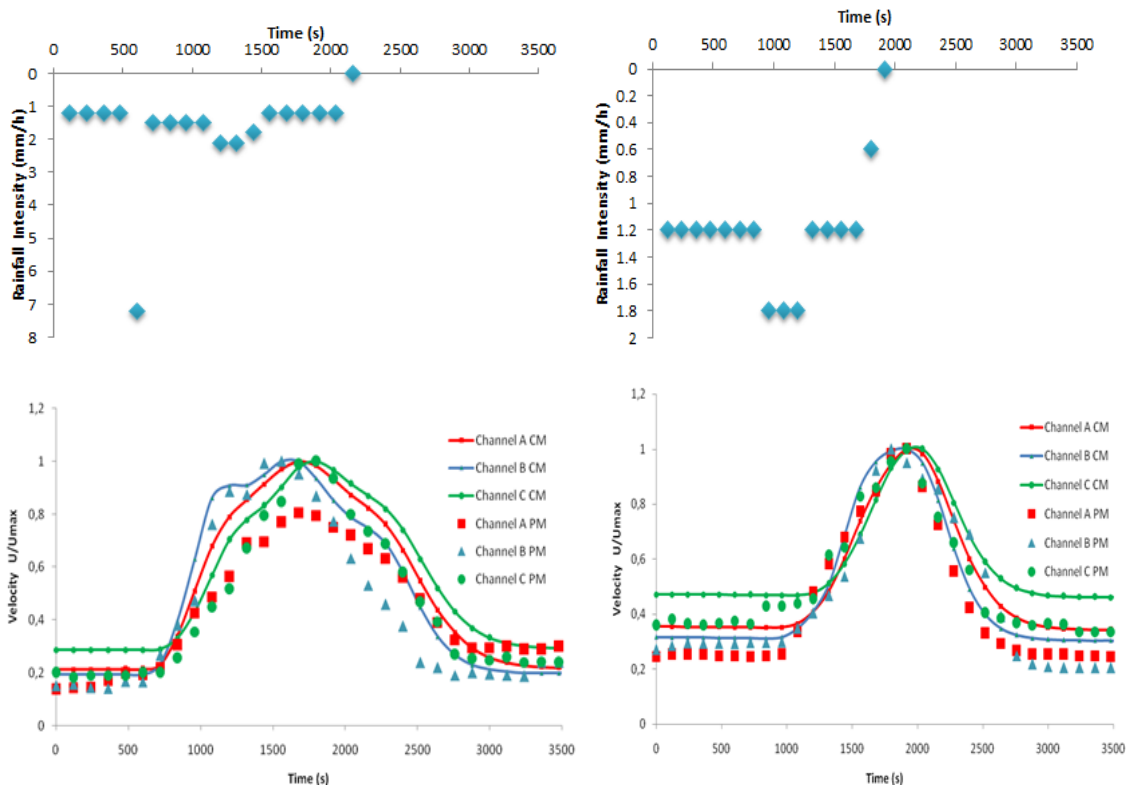 Time (s)
0 500 1000 1500 2000 2500 3000 3500
Rainfall Intensity (mm/h)
0
1
2
3
4
5
6
7
8
Time (s)
0 500 1000 1500 2000 2500 3000 3500
Rainfall Intensity (mm/h)
0
0.2
0.4
0.6
0.8
1
1.2
1.4
1.6
1.8
2
Velocity U/Umax
1,2
1
0,8
0,6
0,4
0,2
0
Channel A CM
Channel B CM
Channel C CM
Channel A PM
Channel B PM
Channel C PM
0 500 1000 1500 2000 2500 3000 3500
Time (s)
Velocity U/Umax
1,2
1
0,8
0,6
0,4
0,2
0
Channel A CM
Channel B CM
Channel C CM
Channel A PM
Channel B PM
Channel C PM
0 500 1000 1500 2000 2500 3000 3500
Time (s)